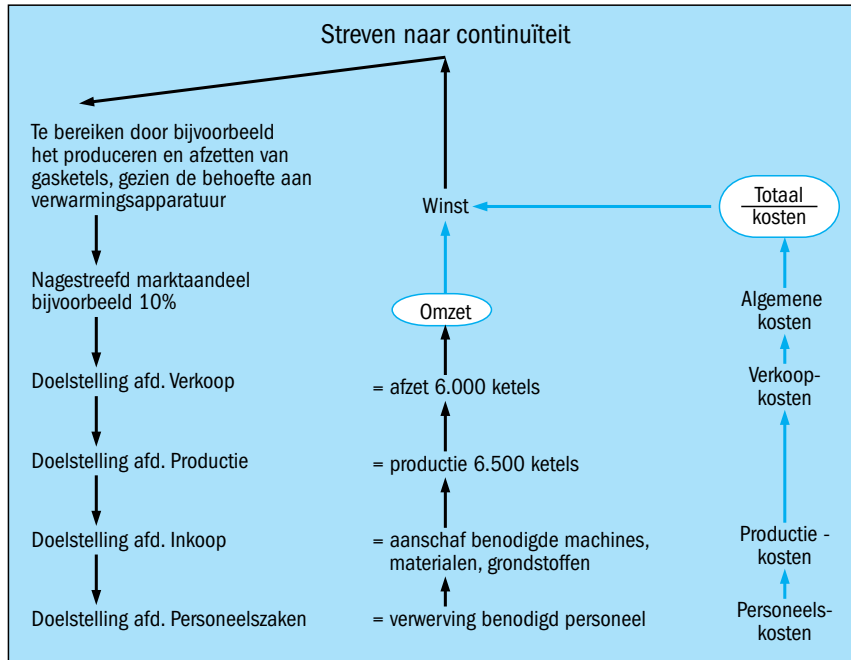 Streven naar continuïteit
Te bereiken door bijvoorbeeld
het produceren en afzetten van
gasketels, gezien de behoefte aan
verwarmingsapparatuur
Winst
Totaal
kosten
Nagestreefd marktaandeel
bijvoorbeeld 10%
Omzet
Algemene
kosten
Doelstelling afd. Verkoop
= afzet 6.000 ketels
Verkoop-
kosten
Doelstelling afd. Productie
= productie 6.500 ketels
Doelstelling afd. Inkoop
= aanschaf benodigde machines,
materialen, grondstoffen
Productie -
kosten
Doelstelling afd. Personeelszaken
= verwerving benodigd personeel
Personeels-
kosten